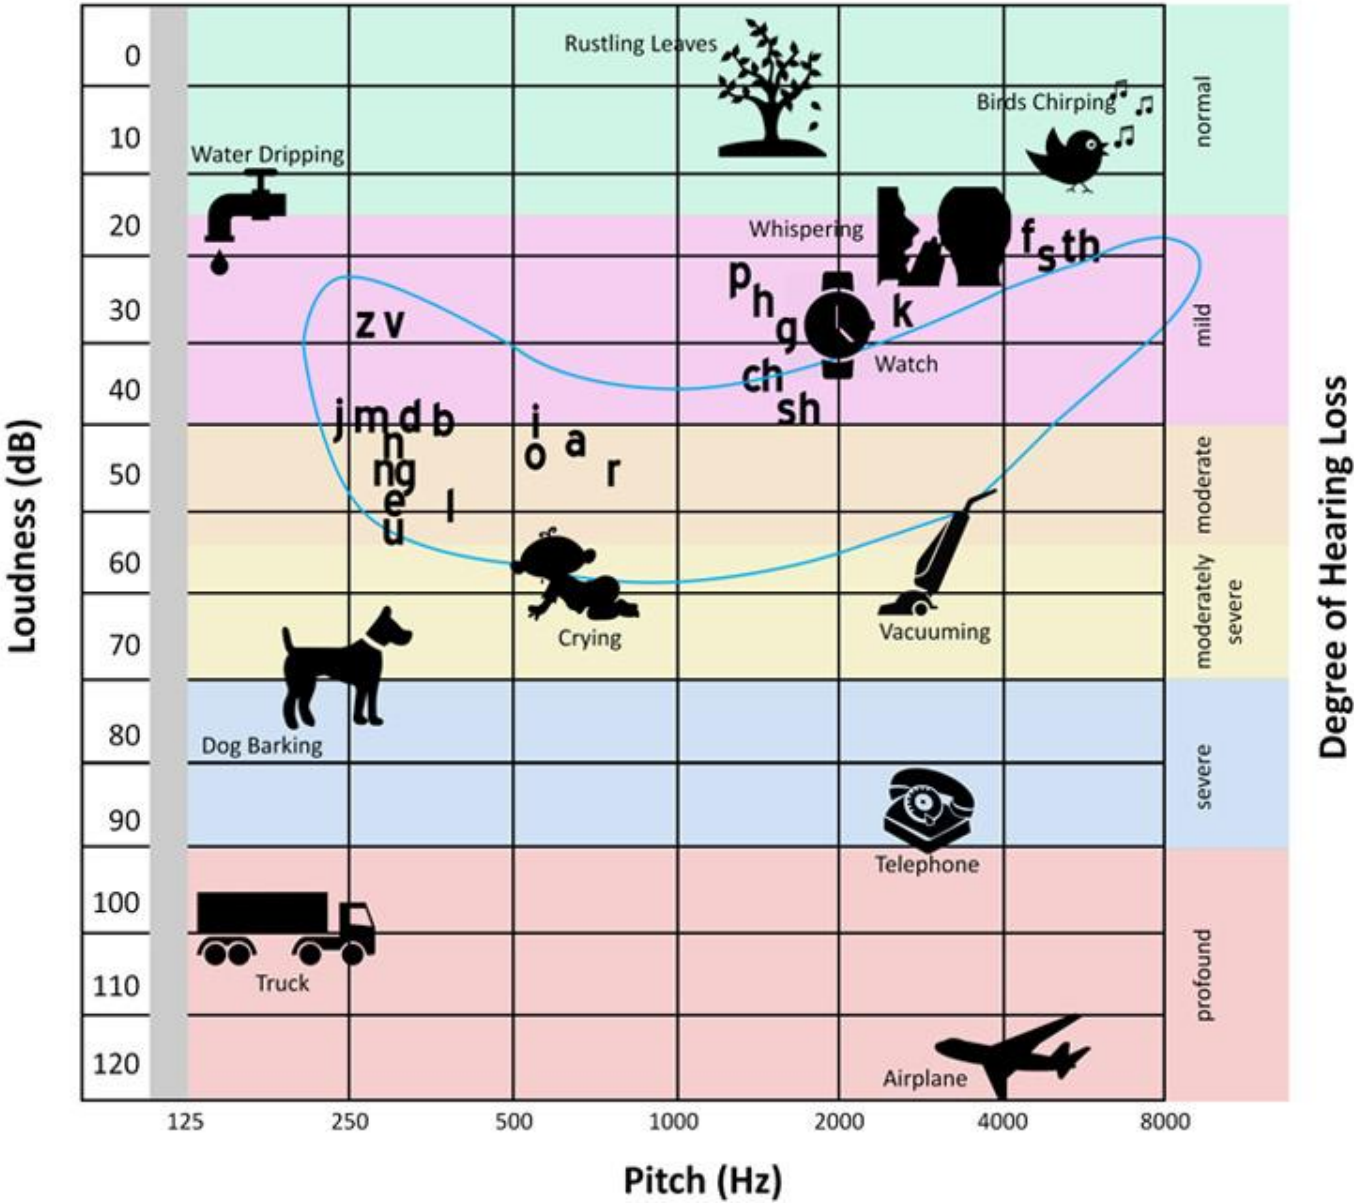 Rustling Leaves
Birds Chirping
Water Dripping
Whispering
f s th
p
h
g
k
z v
Watch
ch
sh
j m d b
n
ng
e
u
l
i
o
a
r
Crying
Vacuuming
Dog Barking
Telephone
Truck
Airplane
0
10
20
30
40
50
60
70
80
90
100
110
120
Loudness (dB)
normal
mild
moderate
moderately
severe
severe
profound
Degree of Hearing Loss
125 250 500 1000 2000 4000 8000
Pitch (Hz)